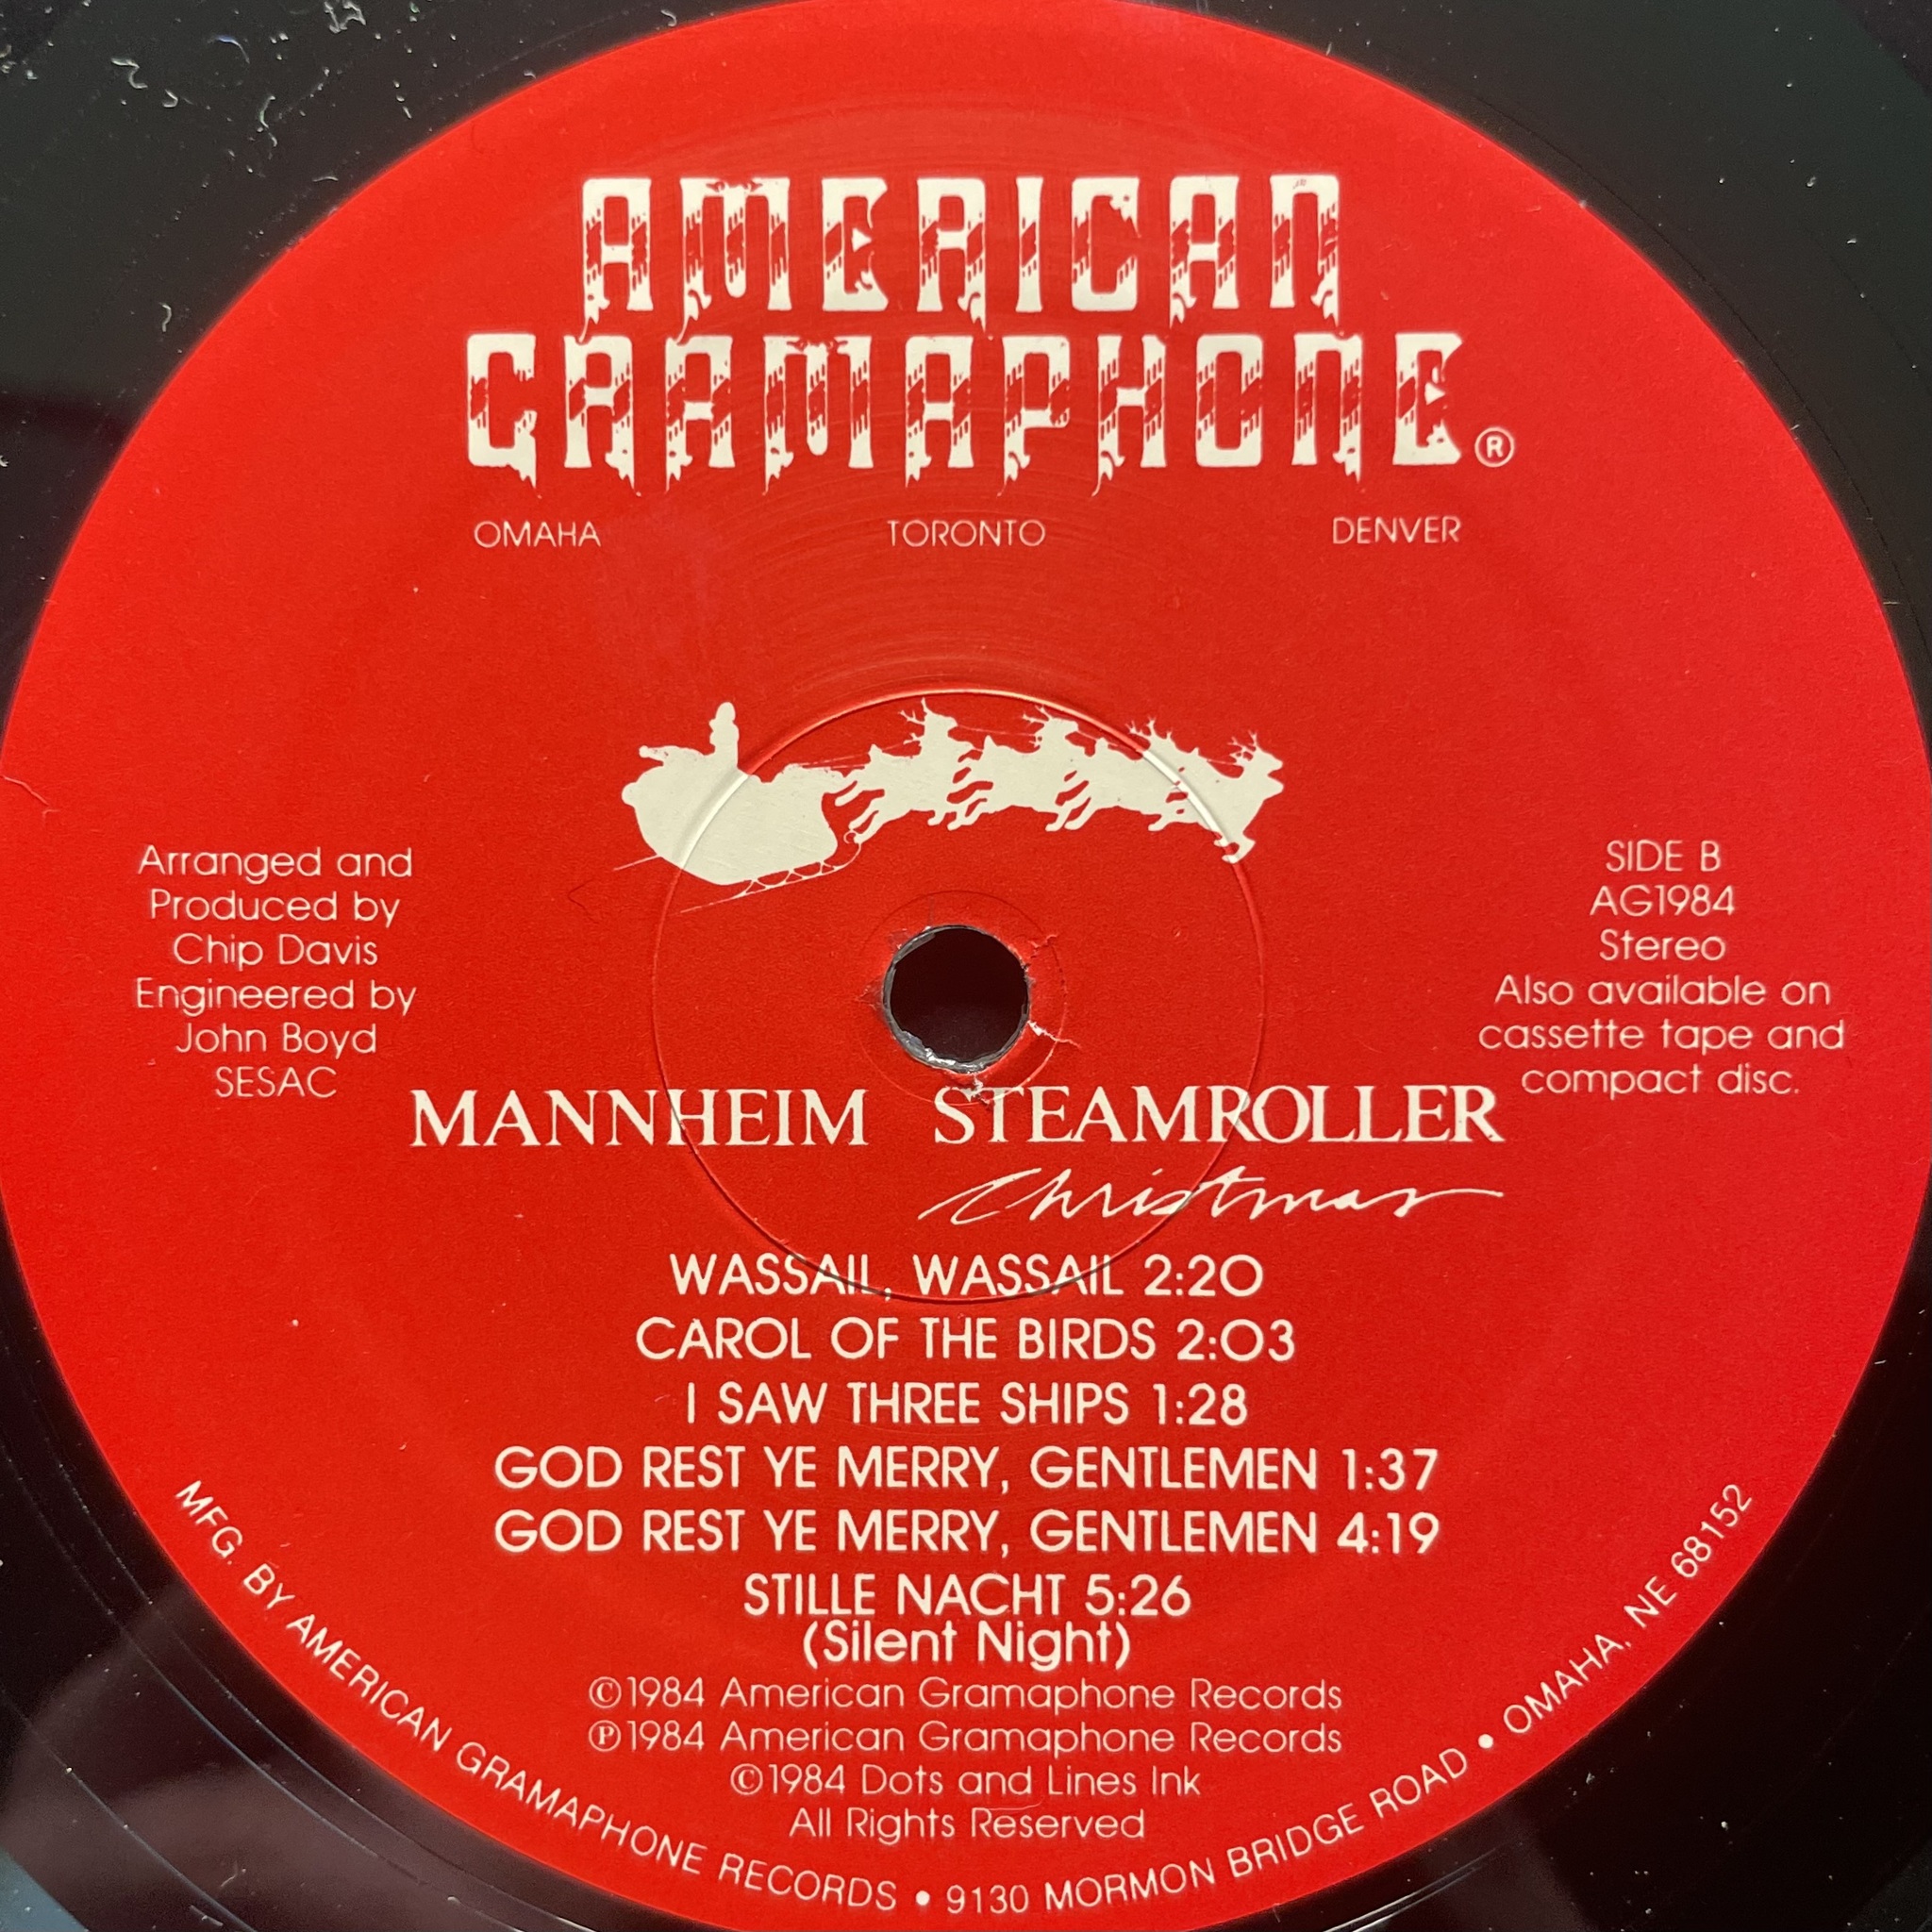 AMERICAN
GRAMAPHONE®
OMAHA TORONTO DENVER
Arranged and
Produced by
Chip Davis
Engineered by
John Boyd
SESAC
SIDE B
AG1984
Stereo
Also available on
cassette tape and
compact disc.
MANNHEIM STEAMROLLER
Christmas
WASSAIL, WASSAIL 2:20
CAROL OF THE BIRDS 2:03
I SAW THREE SHIPS 1:28
GOD REST YE MERRY, GENTLEMEN 1:37
GOD REST YE MERRY, GENTLEMEN 4:19
STILLE NACHT 5:26
(Silent Night)
©1984 American Gramaphone Records
℗1984 American Gramaphone Records
©1984 Dots and Lines Ink
All Rights Reserved
MFG. BY AMERICAN GRAMAPHONE RECORDS • 9130 MORMON BRIDGE ROAD • OMAHA, NE 68152